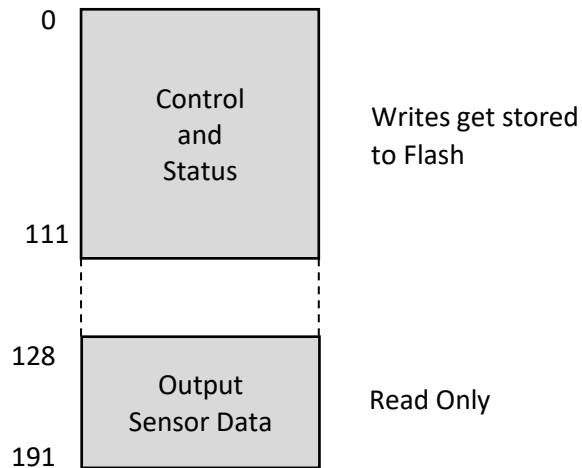 0
Control
and
Status
Writes get stored
to Flash
111
128
Output
Sensor Data
Read Only
191